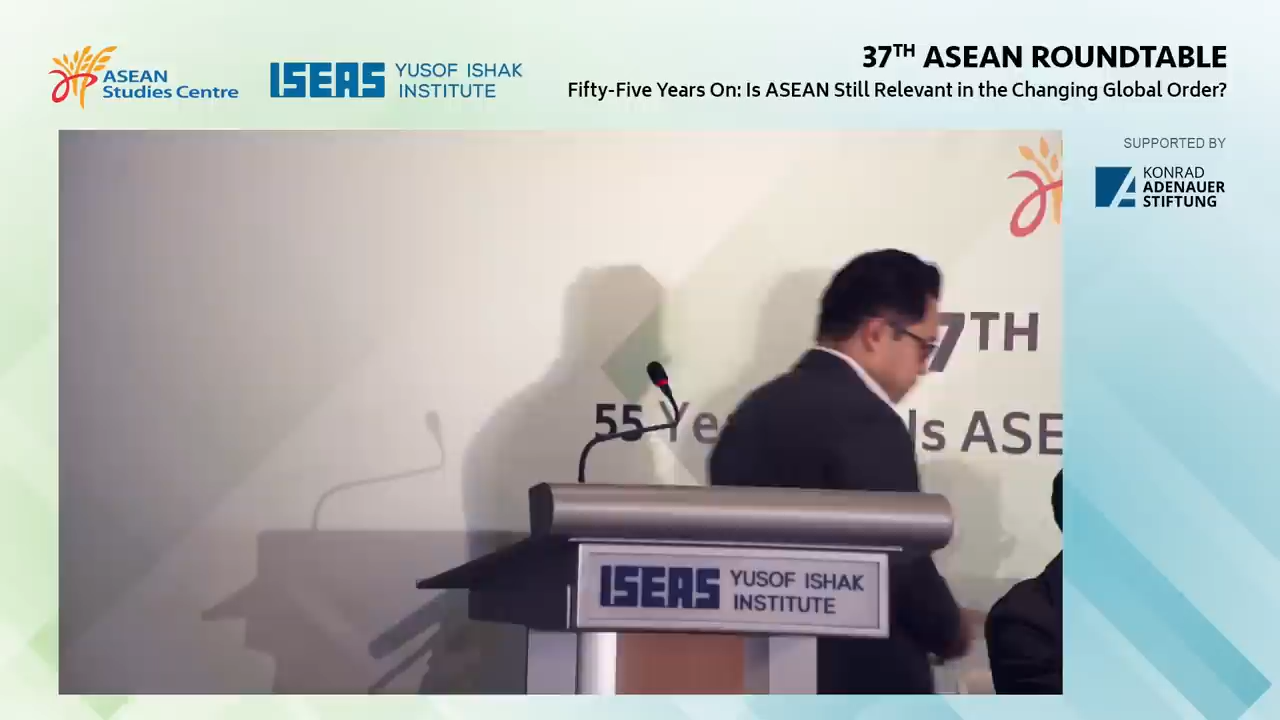 ASEAN
Studies Centre
ISEAS YUSOF ISHAK
INSTITUTE
37TH ASEAN ROUNDTABLE
Fifty-Five Years On: Is ASEAN Still Relevant in the Changing Global Order?
SUPPORTED BY
KONRAD
ADENAUER
STIFTUNG
7TH
55 Ye Is ASE
ISEAS YUSOF ISHAK
INSTITUTE